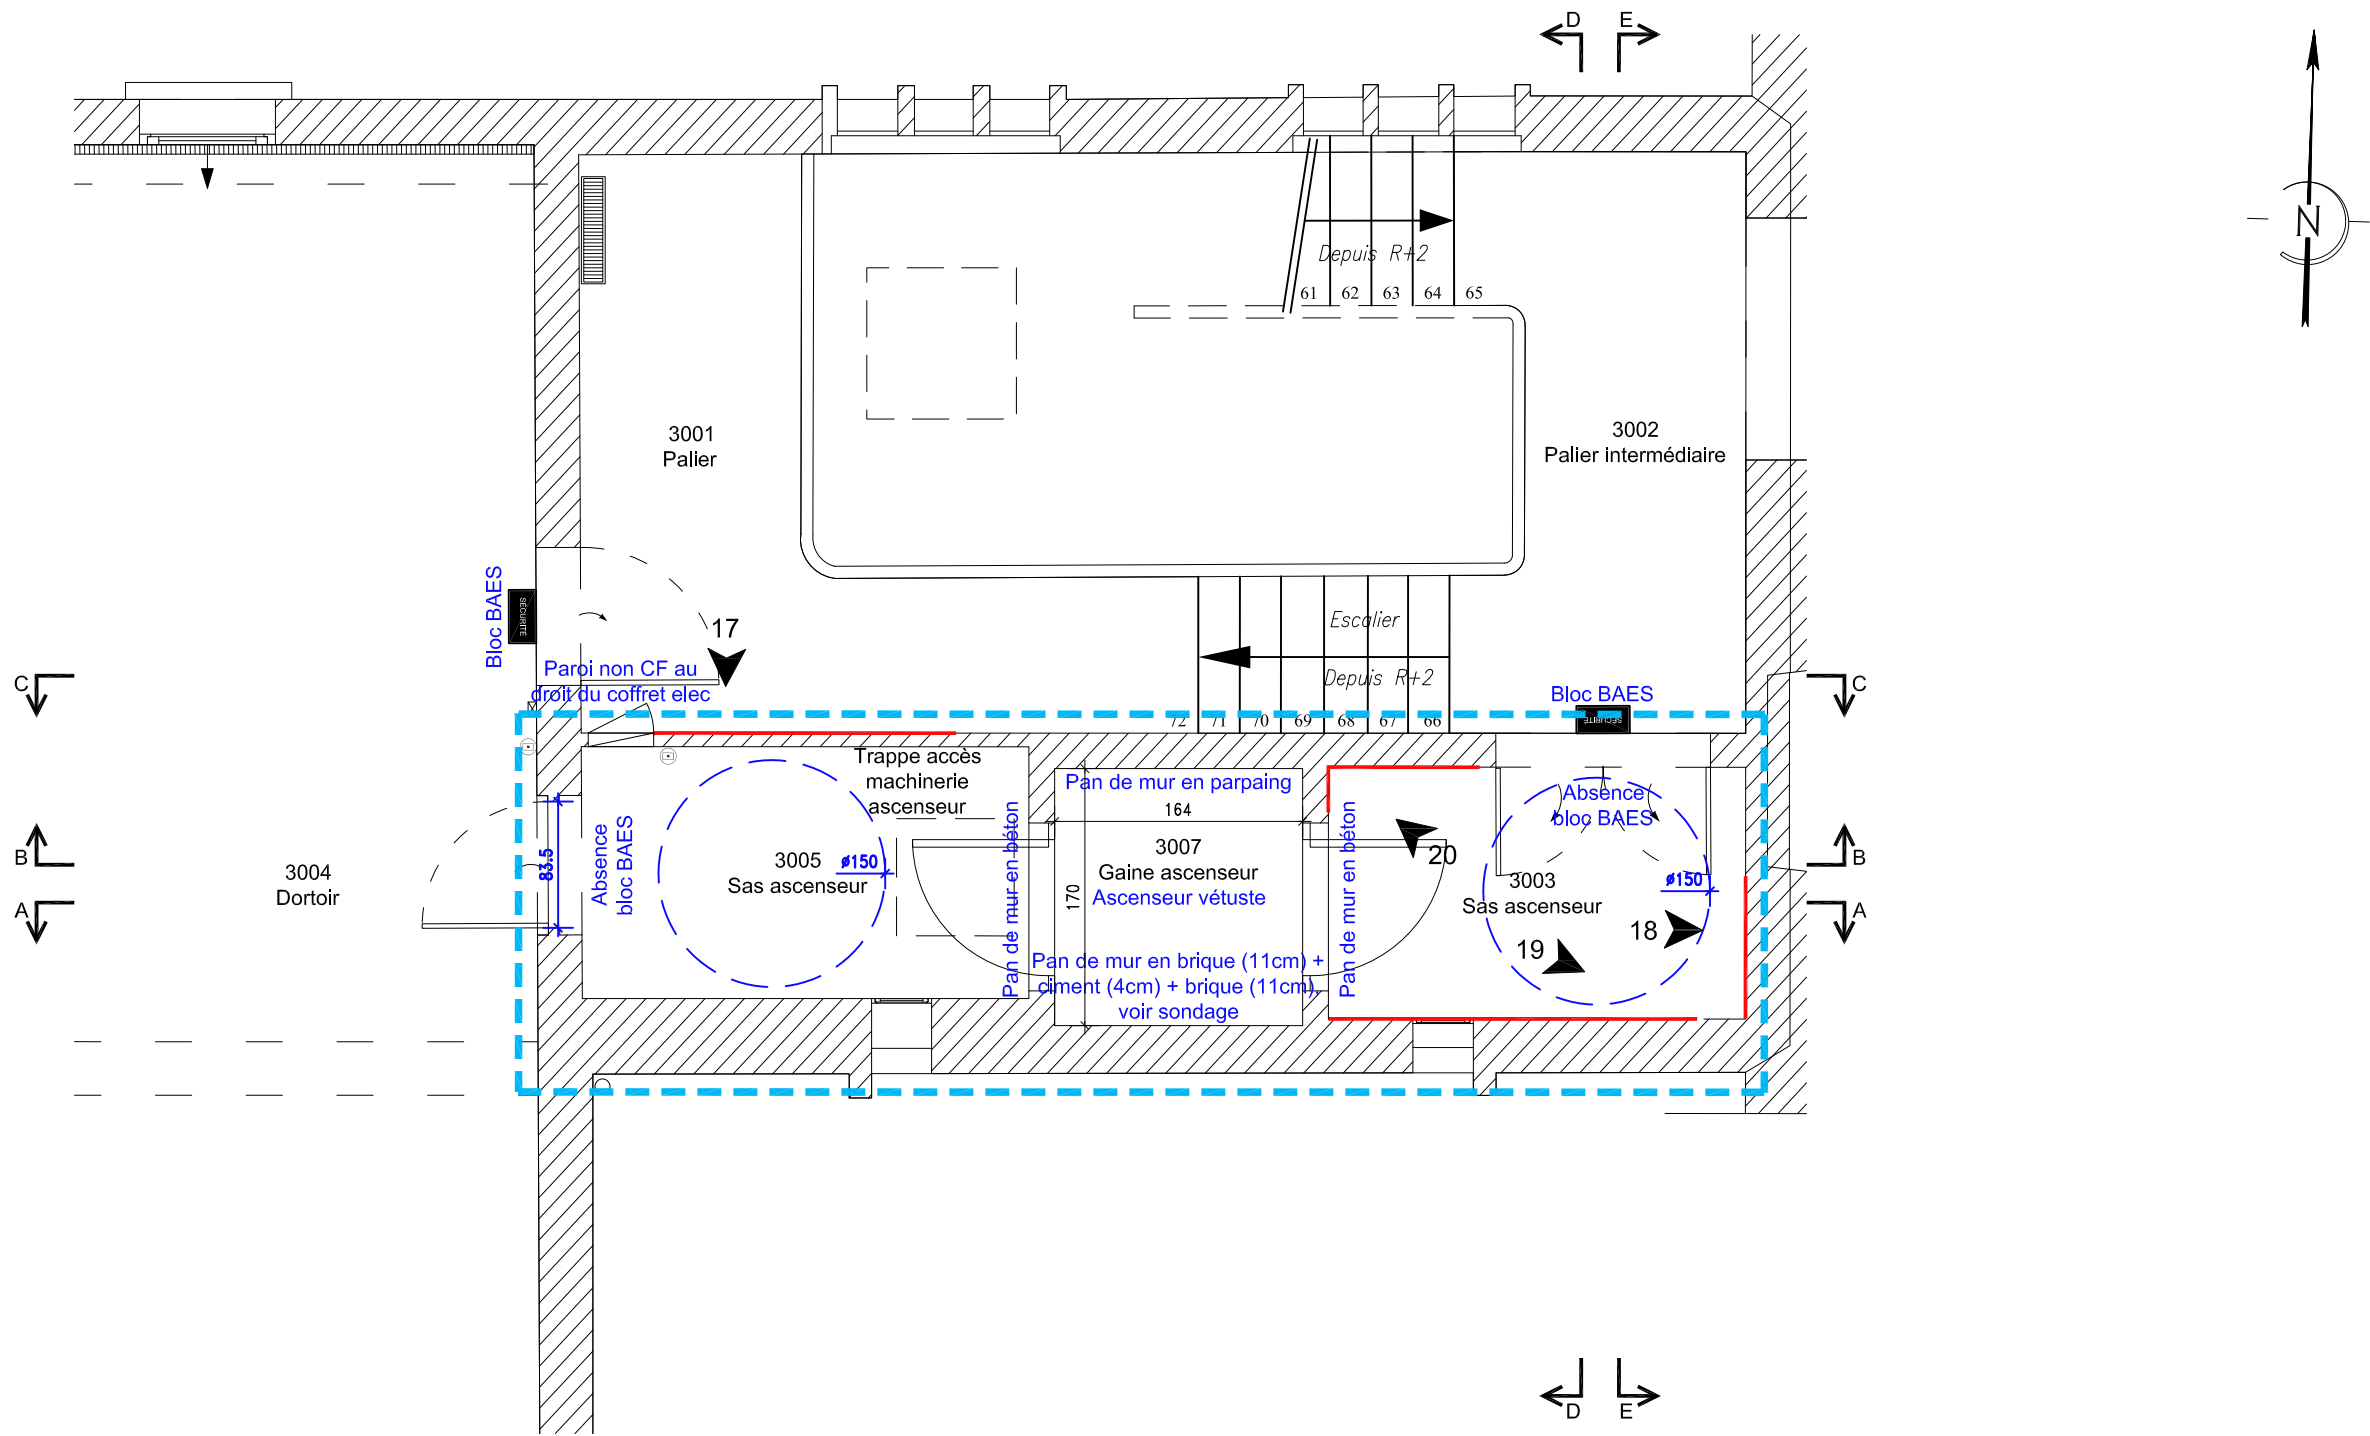 D
E
N
Depuis R+2
61
62
63
64
65
3001
Palier
3002
Palier intermédiaire
Bloc BAES
SÉCURITÉ
17
Escalier
Depuis R+2
Paroi non CF au
droit du coffret elec
72
71
70
69
68
67
66
Bloc BAES
SÉCURITÉ
C
C
Trappe accès
machinerie
ascenseur
Pan de mur en parpaing
164
170
Absence
bloc BAES
Pan de mur en béton
Pan de mur en béton
20
3004
Dortoir
83.5
Absence
bloc BAES
3005
Sas ascenseur
ø150
3007
Gaine ascenseur
Ascenseur vétuste
3003
Sas ascenseur
ø150
B
B
A
A
18
19
Pan de mur en brique (11cm) +
ciment (4cm) + brique (11cm),
voir sondage
D
E